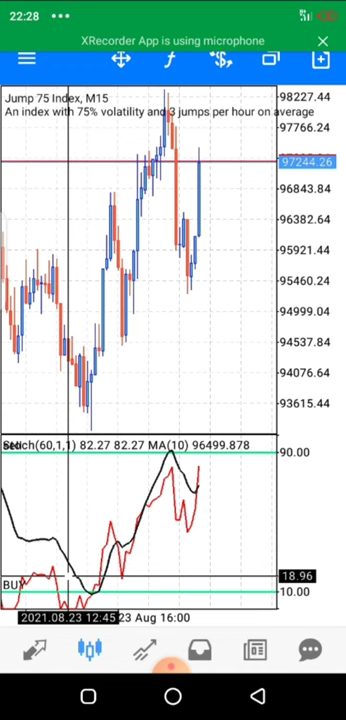 22:28
XRecorder App is using microphone
Jump 75 Index, M15
An index with 75% volatility and 3 jumps per hour on average
98227.44
97766.24
97244.26
96843.84
96382.64
95921.44
95460.24
94999.04
94537.84
94076.64
93615.44
Stoch(60,1,1) 82.27 82.27 MA(10) 96499.878
90.00
18.96
BUY
10.00
2021.08.23 12:45 23 Aug 16:00